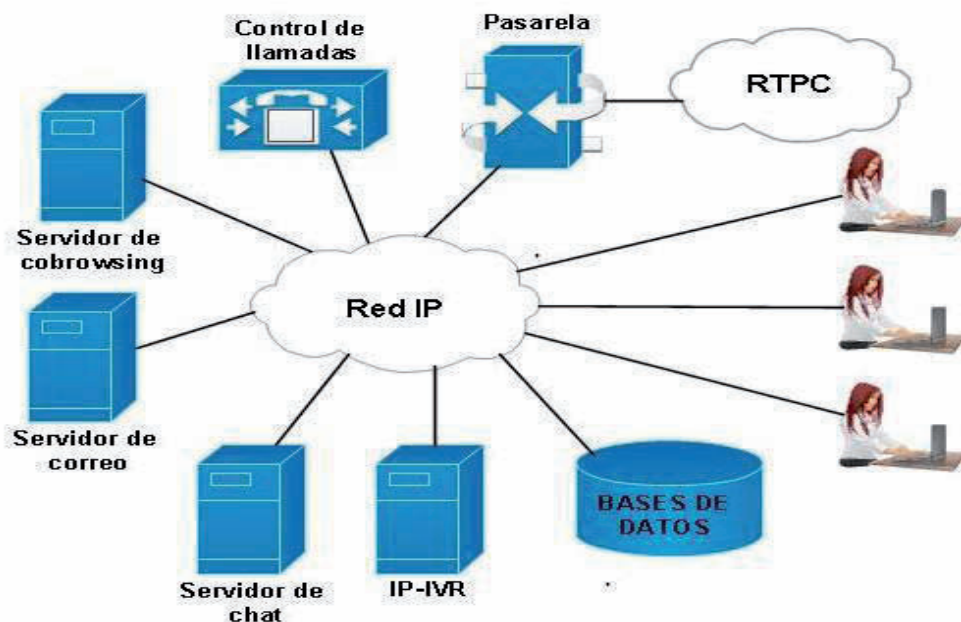 Control de
llamadas
Pasarela
RTPC
Servidor de
cobrowsing
Red IP
Servidor de
correo
Servidor de
chat
IP-IVR
BASES DE
DATOS